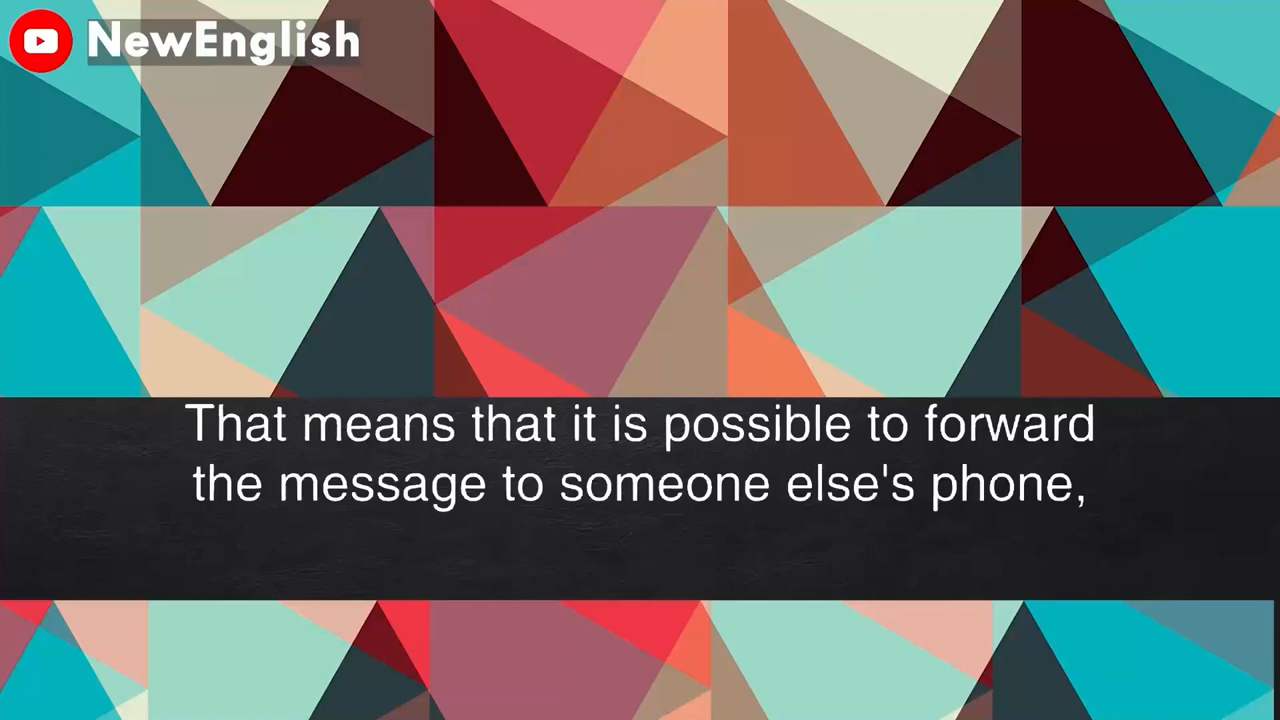 NewEnglish
That means that it is possible to forward
the message to someone else's phone,